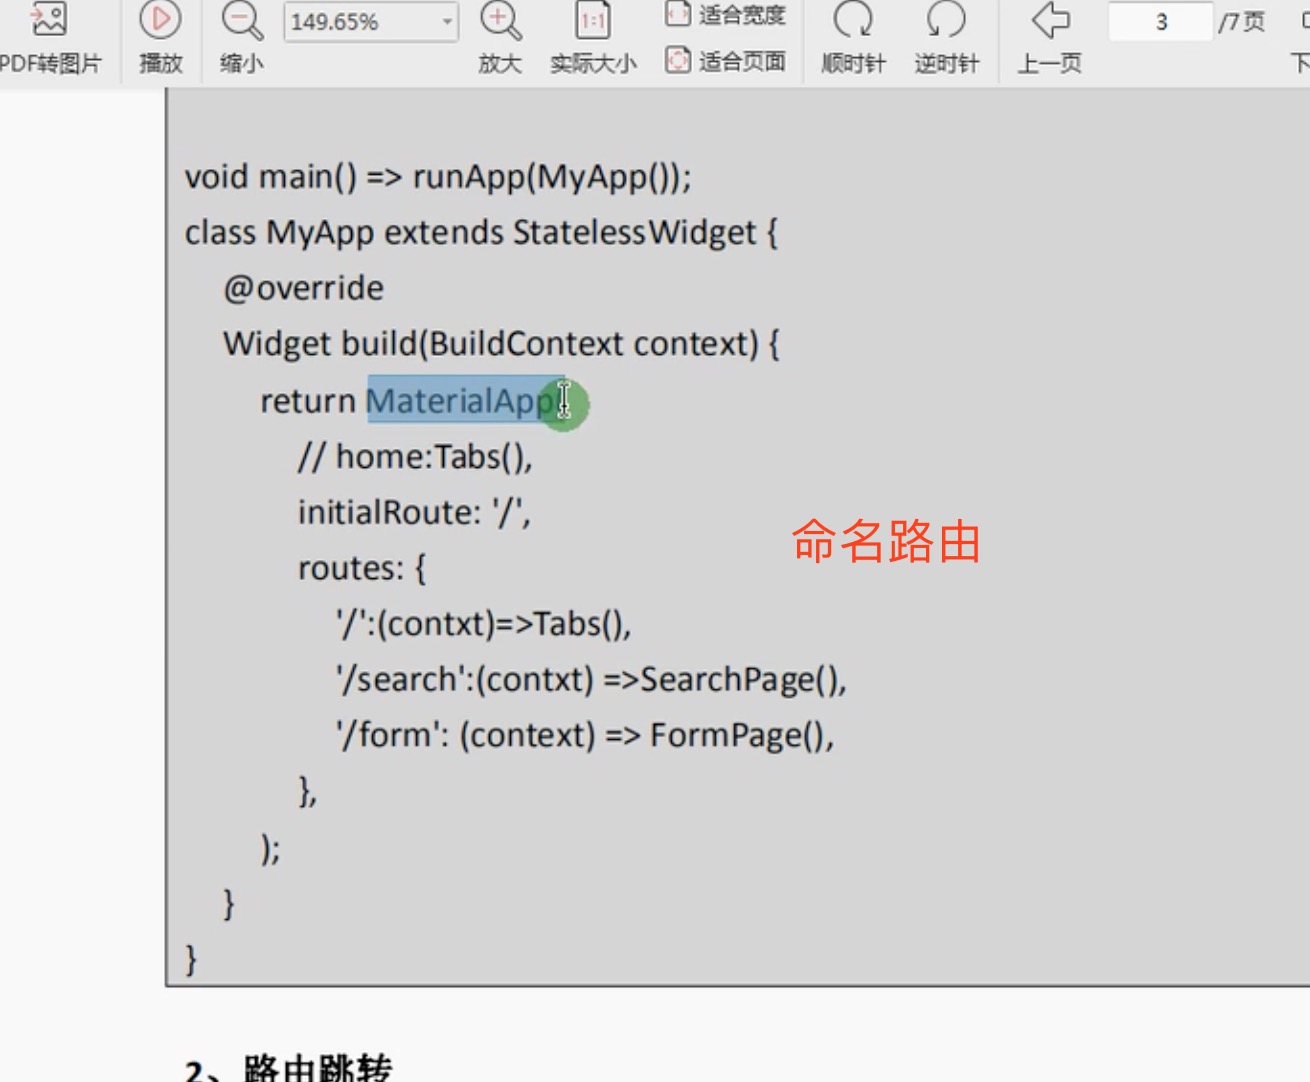 149.65%
1:1
适合宽度
3
/7页
PDF转图片
播放
缩小
放大
实际大小
适合页面
顺时针
逆时针
上一页
void main() => runApp(MyApp());
class MyApp extends StatelessWidget {
@override
Widget build(BuildContext context) {
return MaterialApp(
// home:Tabs(),
initialRoute: '/',
命名路由
routes: {
'/':(contxt)=>Tabs(),
'/search':(contxt) =>SearchPage(),
'/form': (context) => FormPage(),
},
);
}
}
2、路由跳转